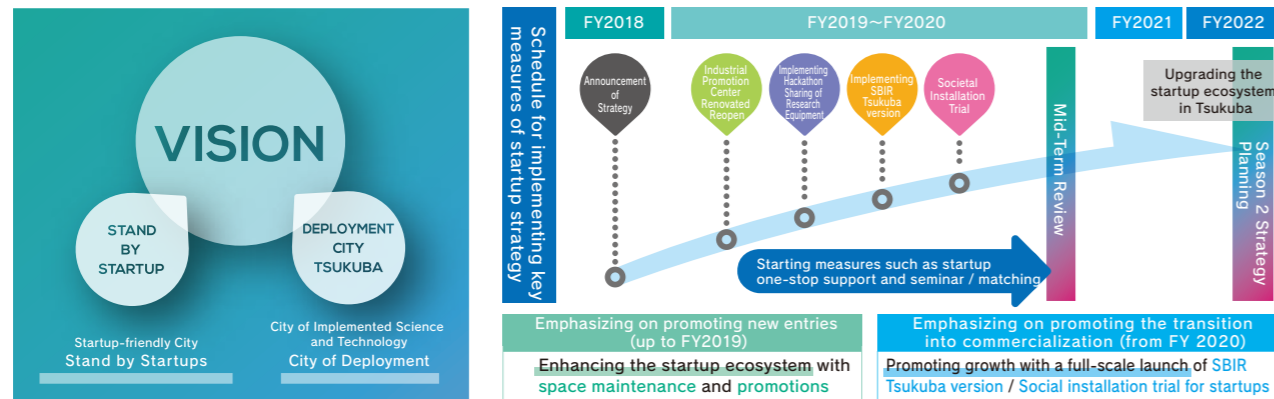 VISION
STAND
BY
STARTUP
DEPLOYMENT
CITY
TSUKUBA
Startup-friendly City
Stand by Startups
City of Implemented Science
and Technology
City of Deployment
Schedule for implementing key
measures of startup strategy
FY2018
FY2019～FY2020
FY2021
FY2022
Announcement
of
Strategy
Industrial
Promotion
Center
Renovated
Reopen
Implementing
Hackathon
Sharing of
Research
Equipment
Implementing
SBIR
Tsukuba
version
Societal
Installation
Trial
Mid-Term Review
Upgrading the
startup ecosystem
in Tsukuba
Season 2 Strategy
Planning
Starting measures such as startup
one-stop support and seminar / matching
Emphasizing on promoting new entries
(up to FY2019)
Enhancing the startup ecosystem with
space maintenance and promotions
Emphasizing on promoting the transition
into commercialization (from FY 2020)
Promoting growth with a full-scale launch of SBIR
Tsukuba version / Social installation trial for startups